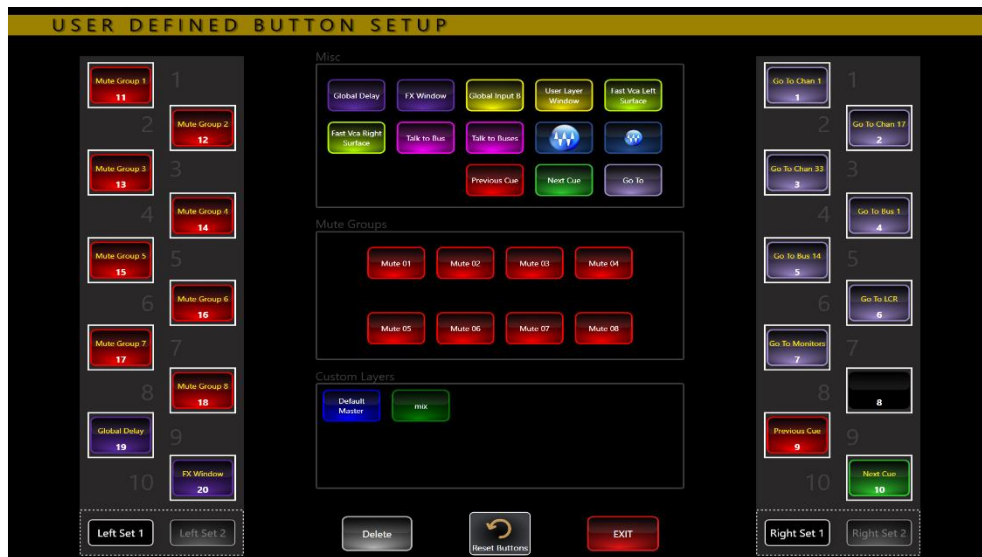 USER DEFINED BUTTON SETUP
Mute Group 1
11
1
2
Mute Group 2
12
Mute Group 3
13
3
4
Mute Group 4
14
Mute Group 5
15
5
6
Mute Group 6
16
Mute Group 7
17
7
8
Mute Group 8
18
Global Delay
19
9
10
FX Window
20
Left Set 1
Left Set 2
Misc
Global Delay
FX Window
Global Input B
User Layer
Window
Fast Vca Left
Surface
Fast Vca Right
Surface
Talk to Bus
Talk to Buses
Previous Cue
Next Cue
Go To
Mute Groups
Mute 01
Mute 02
Mute 03
Mute 04
Mute 05
Mute 06
Mute 07
Mute 08
Custom Layers
Default
Master
mix
Delete
Reset Buttons
EXIT
Go To Chan 1
1
1
2
Go To Chan 17
2
Go To Chan 33
3
3
4
Go To Bus 1
4
Go To Bus 14
5
5
6
Go To LCR
6
Go To Monitors
7
7
8
8
Previous Cue
9
9
10
Next Cue
10
Right Set 1
Right Set 2